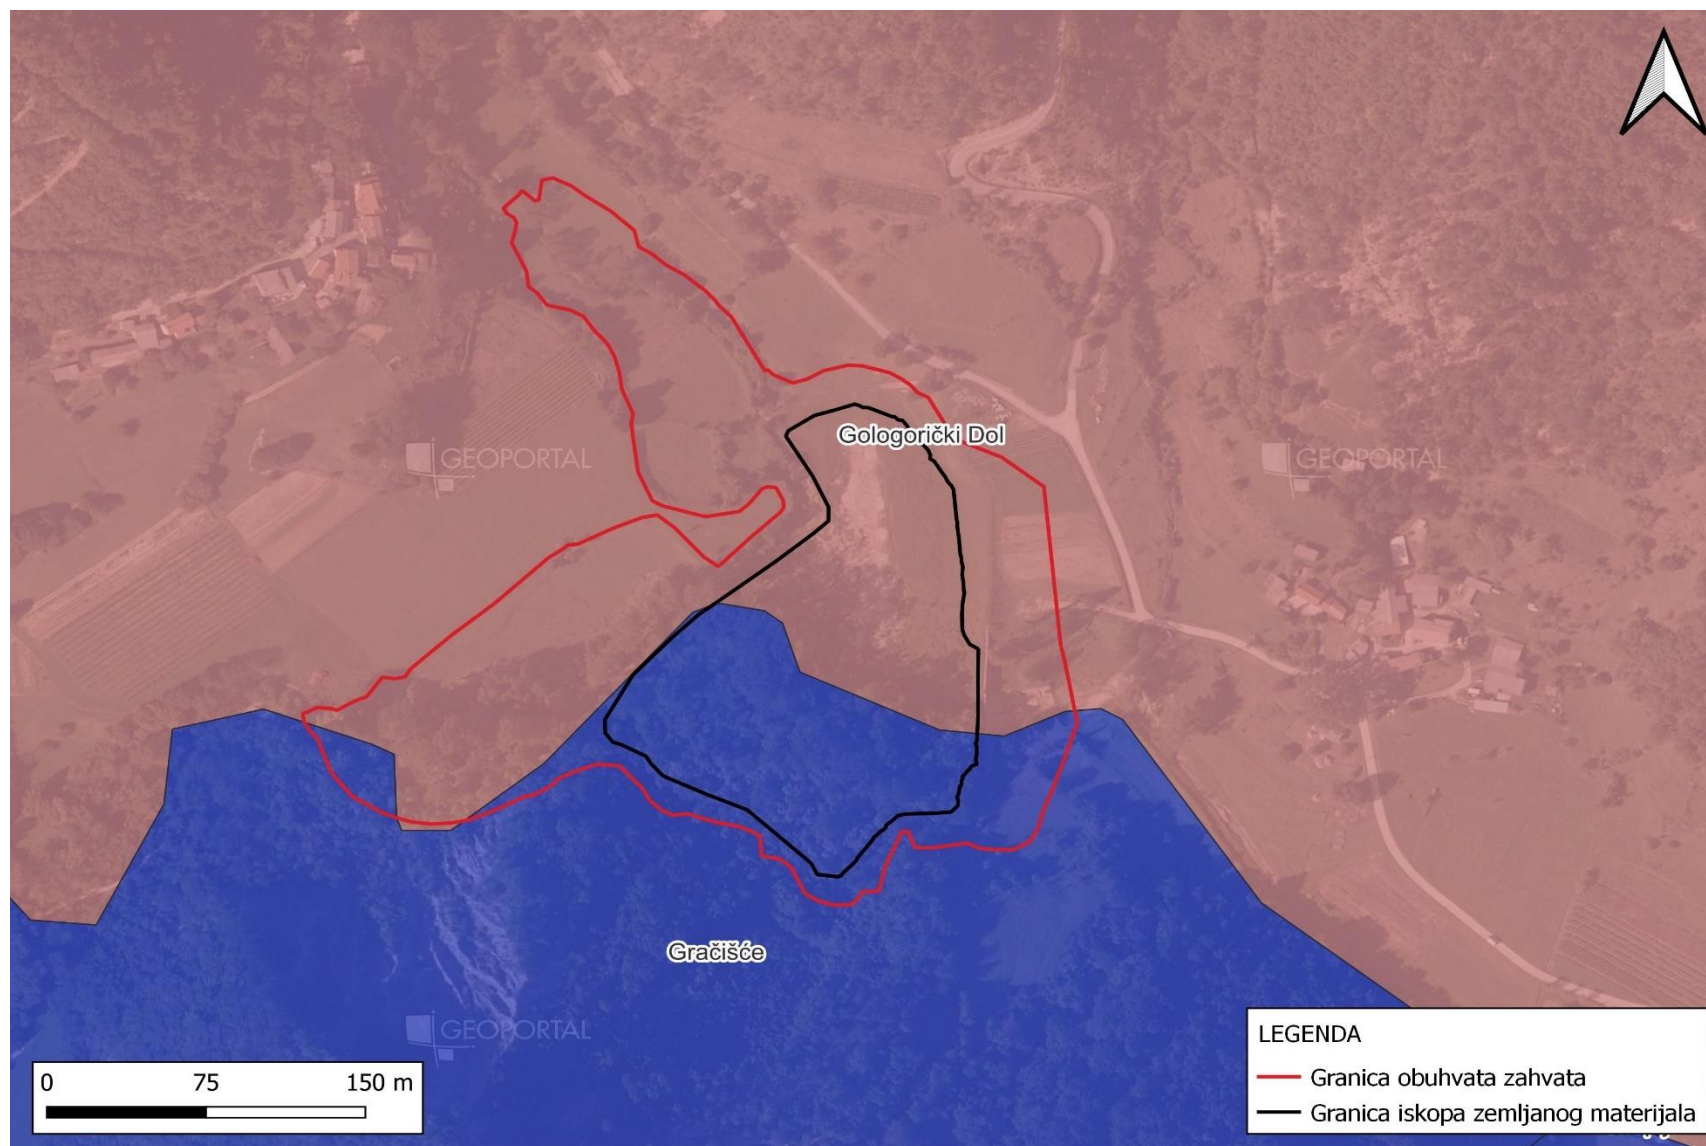 Gologorički Dol
GEOPORTAL
GEOPORTAL
Gračišće
GEOPORTAL
LEGENDA
Granica obuhvata zahvata
Granica iskopa zemljanog materijala
0 75 150 m